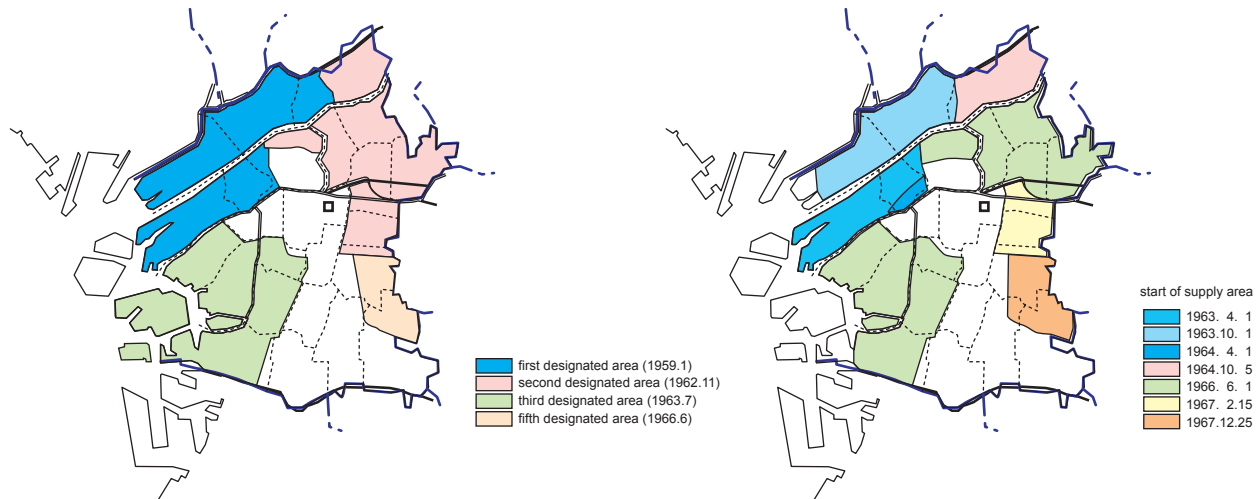 first designated area (1959.1)
second designated area (1962.11)
third designated area (1963.7)
fifth designated area (1966.6)
start of supply area
1963. 4. 1
1963.10. 1
1964. 4. 1
1964.10. 5
1966. 6. 1
1967. 2.15
1967.12.25